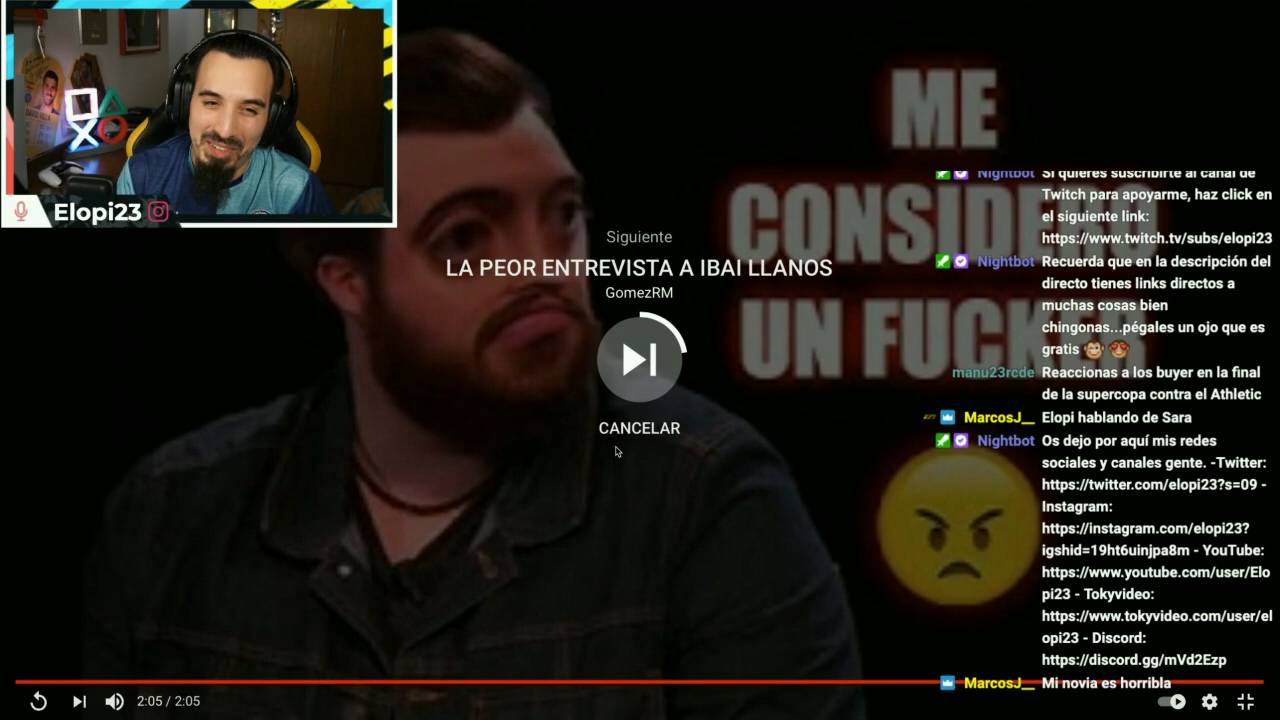 Elopi23
ME
CONSIDE
UN FUCKER
Siguiente
LA PEOR ENTREVISTA A IBAI LLANOS
GomezRM
CANCELAR
Nightbot Si quieres suscribirte al canal de
Twitch para apoyarme, haz click en
el siguiente link:
https://www.twitch.tv/subs/elopi23
Nightbot Recuerda que en la descripción del
directo tienes links directos a
muchas cosas bien
chingonas...pégales un ojo que es
gratis 🐵 😍
manu23rcde Reaccionas a los buyer en la final
de la supercopa contra el Athletic
MarcosJ__ Elopi hablando de Sara
Nightbot Os dejo por aquí mis redes
sociales y canales gente. -Twitter:
https://twitter.com/elopi23?s=09 -
Instagram:
https://instagram.com/elopi23?
igshid=19ht6uinjpa8m - YouTube:
https://www.youtube.com/user/Elo
pi23 - Tokyvideo:
https://www.tokyvideo.com/user/el
opi23 - Discord:
https://discord.gg/mVd2Ezp
MarcosJ__ Mi novia es horribla
2:05 / 2:05